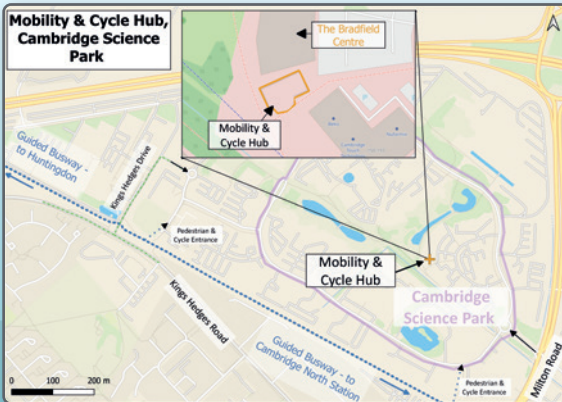 Mobility & Cycle Hub,
Cambridge Science
Park
The Bradfield
Centre
Mobility &
Cycle Hub
Guided Busway -
to Huntingdon
Kings Hedges Drive
Pedestrian &
Cycle Entrance
Kings Hedges Road
Mobility &
Cycle Hub
Cambridge
Science Park
Guided Busway - to
Cambridge North Station
Milton Road
Pedestrian &
Cycle Entrance
0 100 200 m